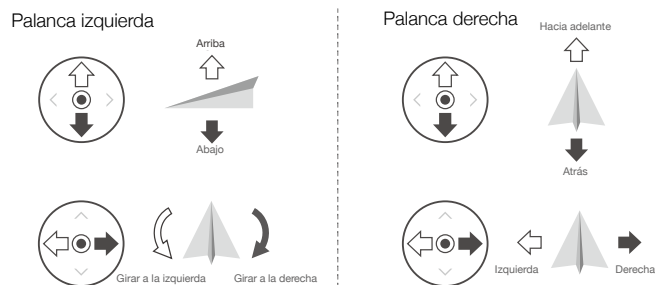 Palanca izquierda
Arriba
Abajo
Girar a la izquierda
Girar a la derecha
Palanca derecha
Hacia adelante
Atrás
Izquierda
Derecha